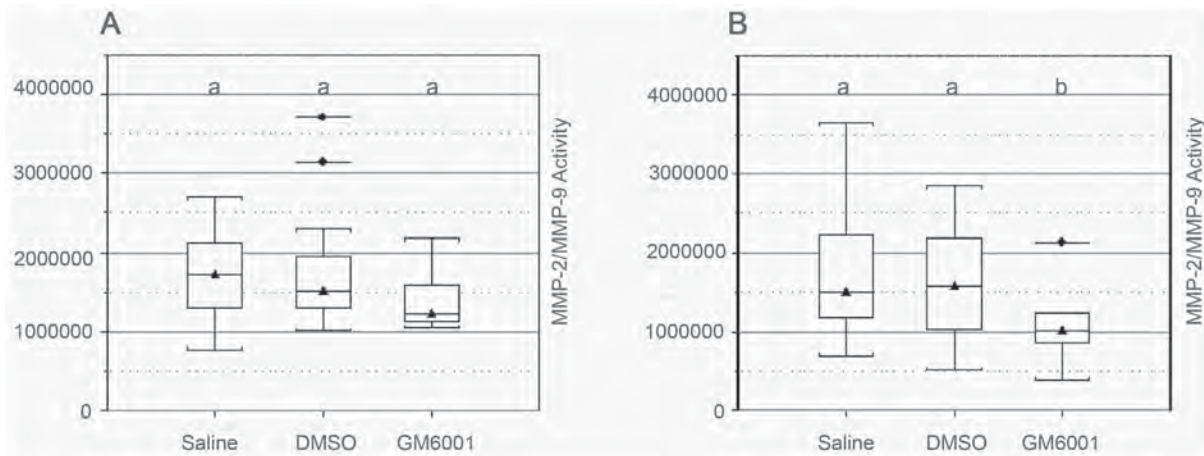 A
4000000
3000000
2000000
1000000
0
a a a
Saline DMSO GM6001
MMP-2/MMP-9 Activity
B
4000000
3000000
2000000
1000000
0
a a b
Saline DMSO GM6001
MMP-2/MMP-9 Activity